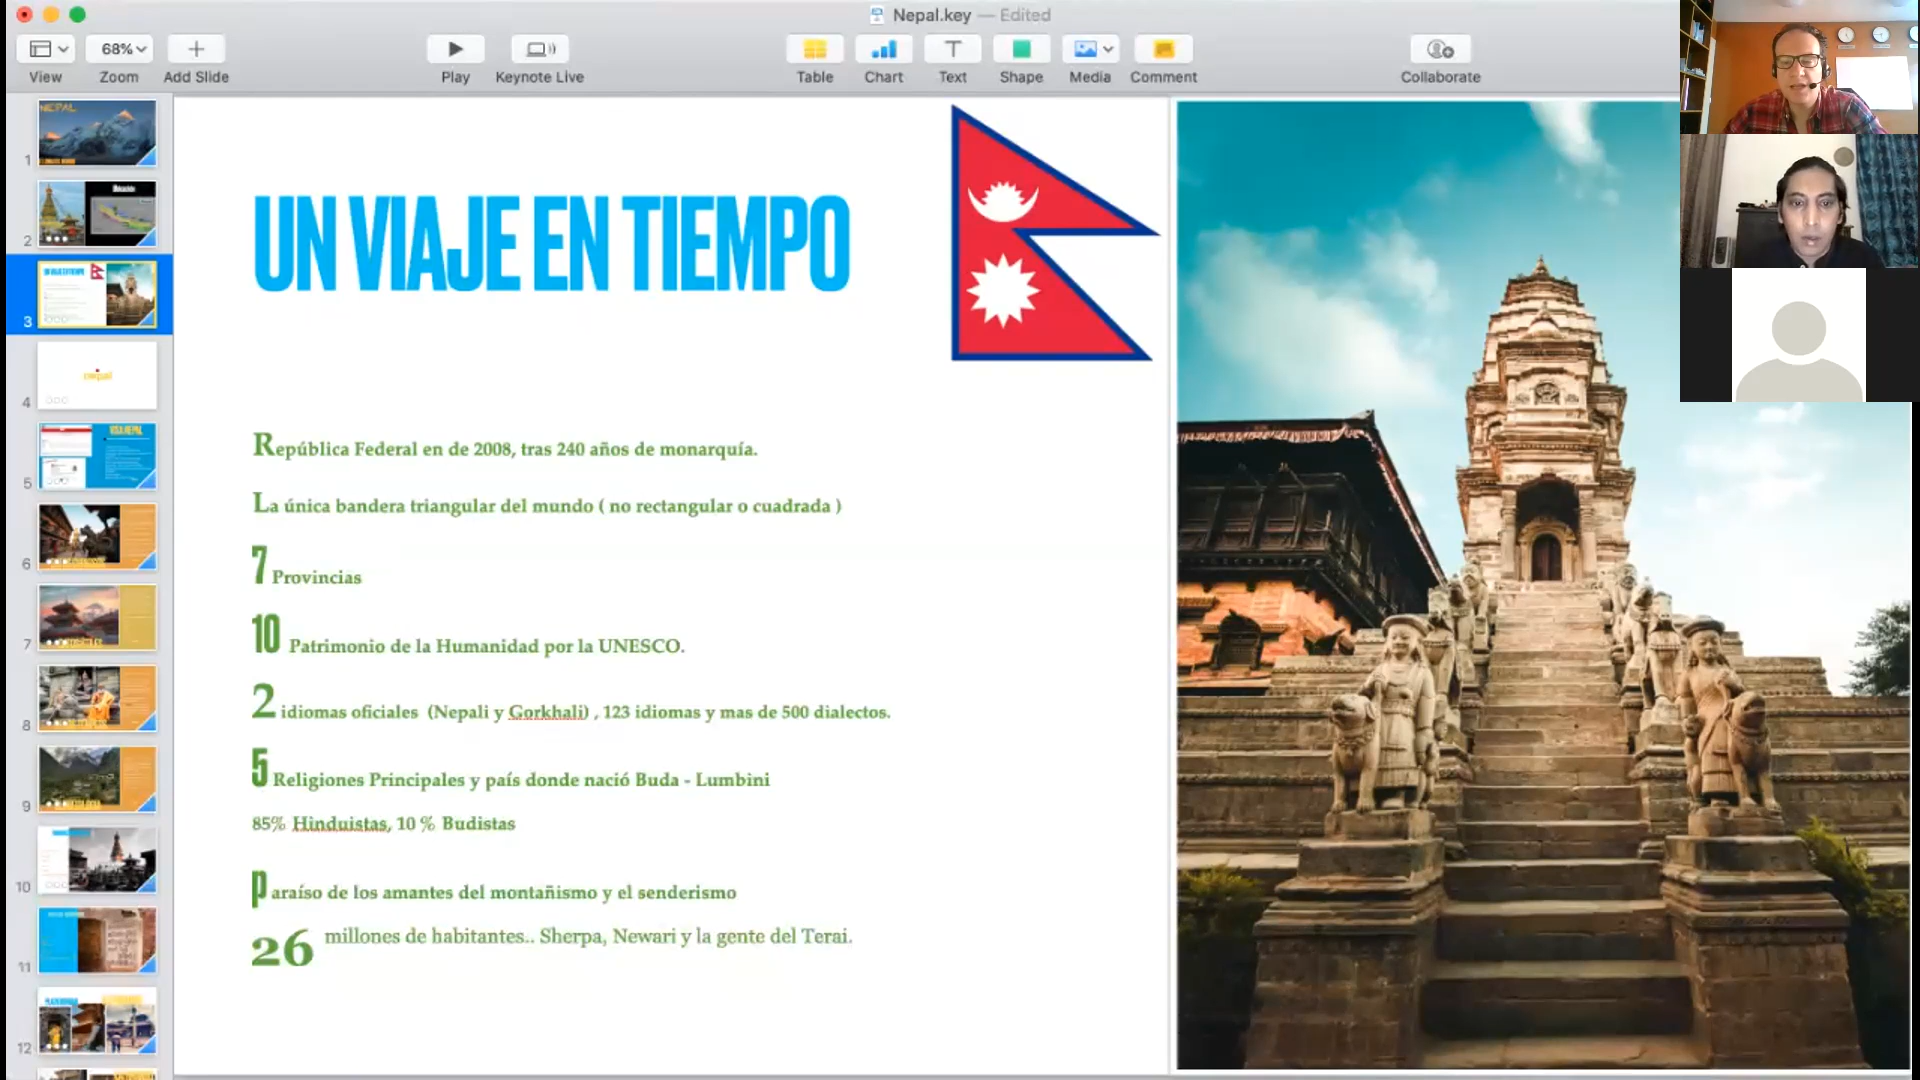 Nepal.key — Edited
68%
View
Zoom
Add Slide
Play
Keynote Live
Table
Chart
Text
Shape
Media
Comment
Collaborate
NEPAL
1
2
3
4
nepal
5
6
7
8
9
10
11
12
UN VIAJE EN TIEMPO
República Federal en de 2008, tras 240 años de monarquía.
La única bandera triangular del mundo ( no rectangular o cuadrada )
7 Provincias
10 Patrimonio de la Humanidad por la UNESCO.
2 idiomas oficiales (Nepali y Gorkhali) , 123 idiomas y mas de 500 dialectos.
5 Religiones Principales y país donde nació Buda - Lumbini
85% Hinduistas, 10 % Budistas
Paraíso de los amantes del montañismo y el senderismo
26 millones de habitantes.. Sherpa, Newari y la gente del Terai.